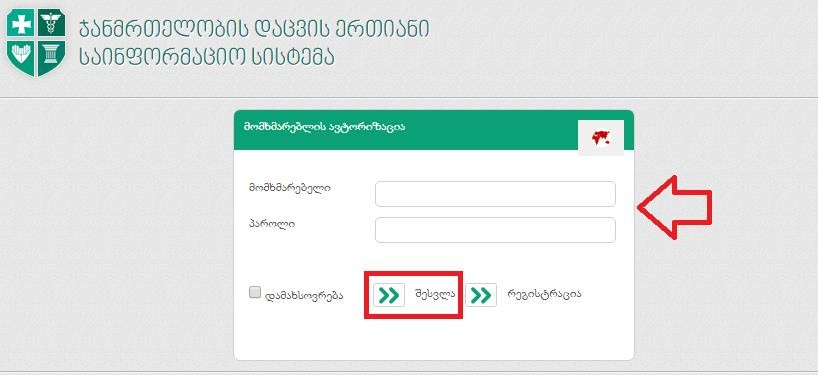 ჯანმრთელობის დაცვის ერთიანი
საინფორმაციო სისტემა
მომხმარებლის ავტორიზაცია
მომხმარებელი
პაროლი
დამახსოვრება შესვლა რეგისტრაცია